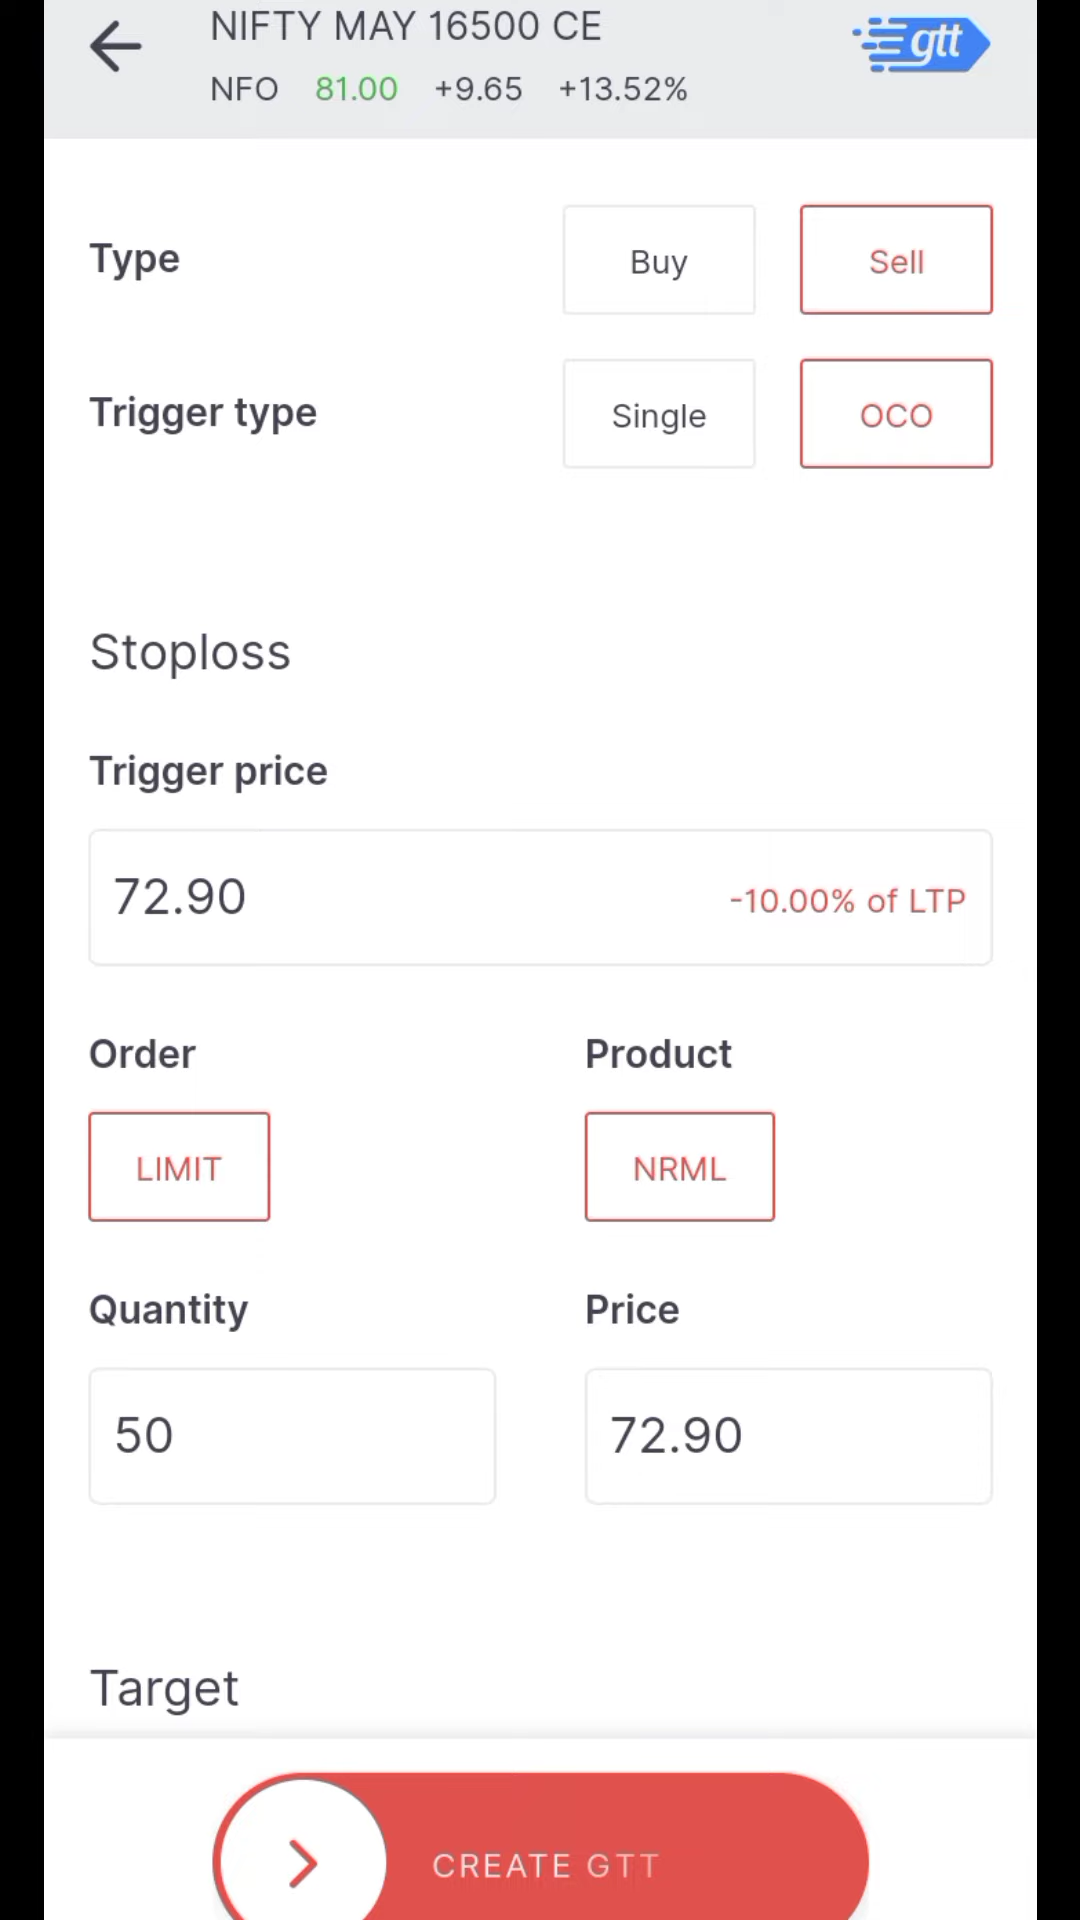 NIFTY MAY 16500 CE
gtt
NFO 81.00 +9.65 +13.52%
Type Buy Sell
Trigger type Single OCO
Stoploss
Trigger price
72.90 -10.00% of LTP
Order Product
LIMIT NRML
Quantity Price
50 72.90
Target
CREATE GTT